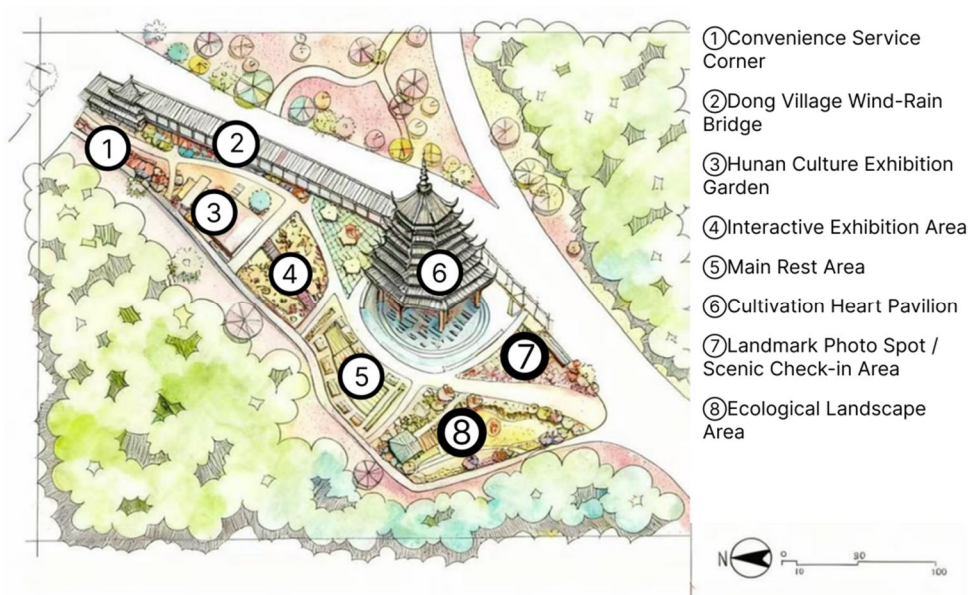 ①Convenience Service
Corner
②Dong Village Wind-Rain
Bridge
③Hunan Culture Exhibition
Garden
④Interactive Exhibition Area
⑤Main Rest Area
⑥Cultivation Heart Pavilion
⑦Landmark Photo Spot /
Scenic Check-in Area
⑧Ecological Landscape
Area
1
2
3
4
5
6
7
8
N
0
10
30
100